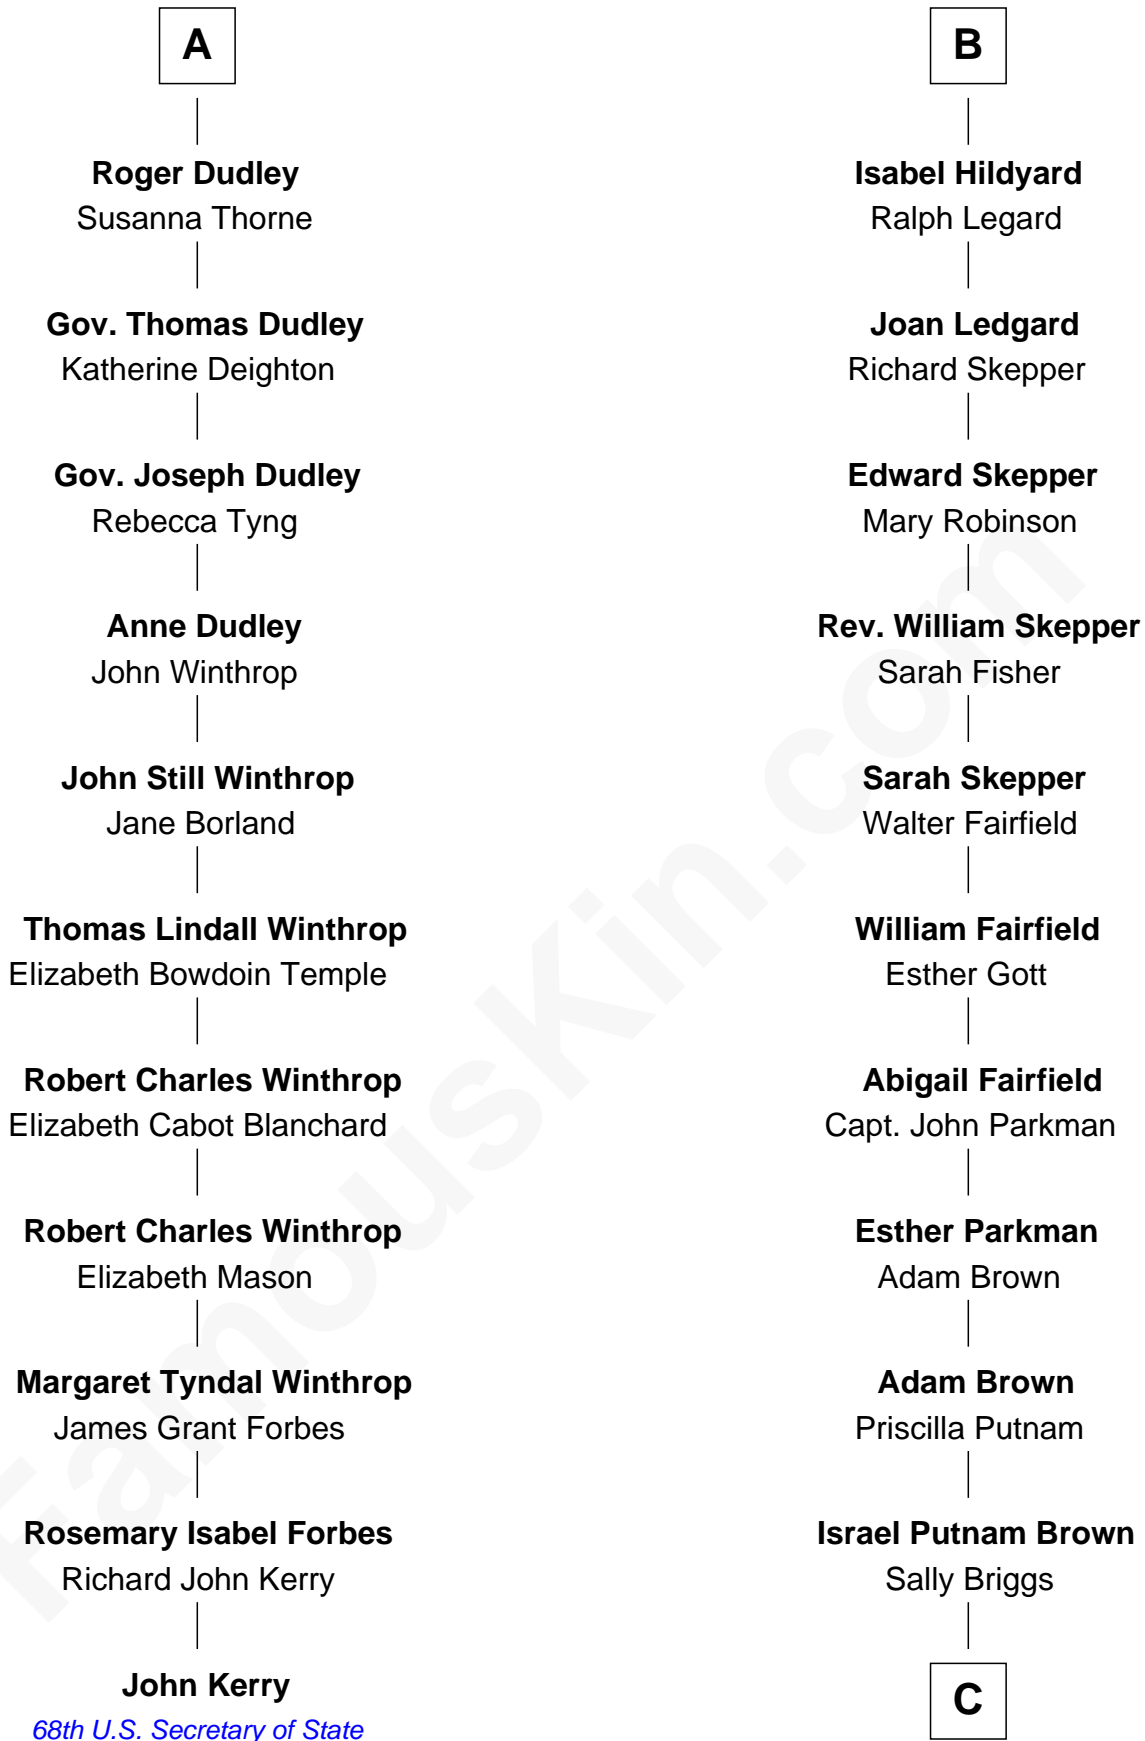 A
Roger Dudley
Susanna Thorne
Gov. Thomas Dudley
Katherine Deighton
Gov. Joseph Dudley
Rebecca Tyng
Anne Dudley
John Winthrop
John Still Winthrop
Jane Borland
Thomas Lindall Winthrop
Elizabeth Bowdoin Temple
Robert Charles Winthrop
Elizabeth Cabot Blanchard
Robert Charles Winthrop
Elizabeth Mason
Margaret Tyndal Winthrop
James Grant Forbes
Rosemary Isabel Forbes
Richard John Kerry
John Kerry
68th U.S. Secretary of State
B
Isabel Hildyard
Ralph Legard
Joan Ledgard
Richard Skepper
Edward Skepper
Mary Robinson
Rev. William Skepper
Sarah Fisher
Sarah Skepper
Walter Fairfield
William Fairfield
Esther Gott
Abigail Fairfield
Capt. John Parkman
Esther Parkman
Adam Brown
Adam Brown
Priscilla Putnam
Israel Putnam Brown
Sally Briggs
C
FamousKin.com